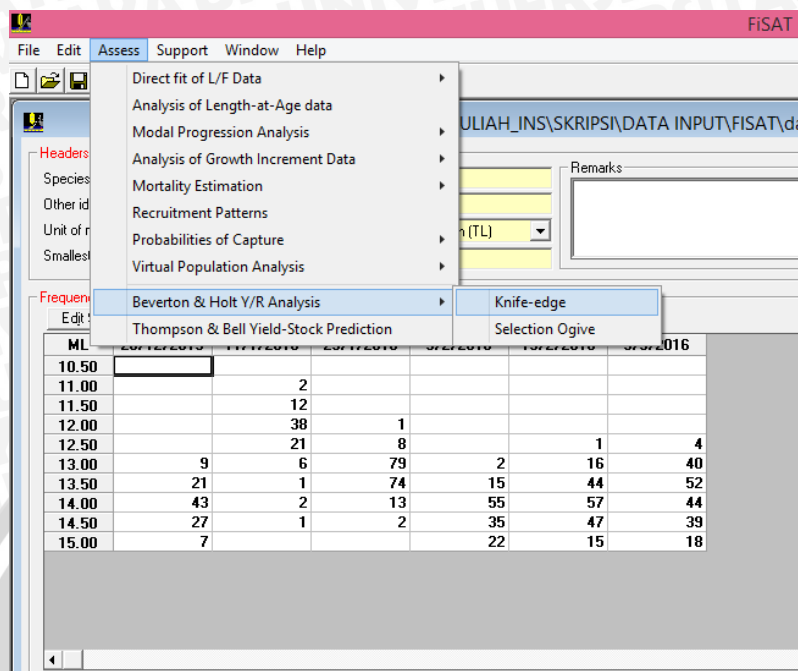 FiSAT
File Edit Assess Support Window Help
Direct fit of L/F Data
Analysis of Length-at-Age data
ULIAH_INS\SKRIPSI\DATA INPUT\FISAT\da
Modal Progression Analysis
Headers
Analysis of Growth Increment Data
Remarks
Species
Mortality Estimation
Other id
Recruitment Patterns
Unit of
Probabilities of Capture
(TL)
Smallest
Virtual Population Analysis
Frequen
Beverton & Holt Y/R Analysis
Knife-edge
Edit
Thompson & Bell Yield-Stock Prediction
Selection Ogive
ML
10.50
11.00 2
11.50 12
12.00 38 1
12.50 21 8 1 4
13.00 9 6 79 2 16 40
13.50 21 1 74 15 44 52
14.00 43 2 13 55 57 44
14.50 27 1 2 35 47 39
15.00 7 22 15 18